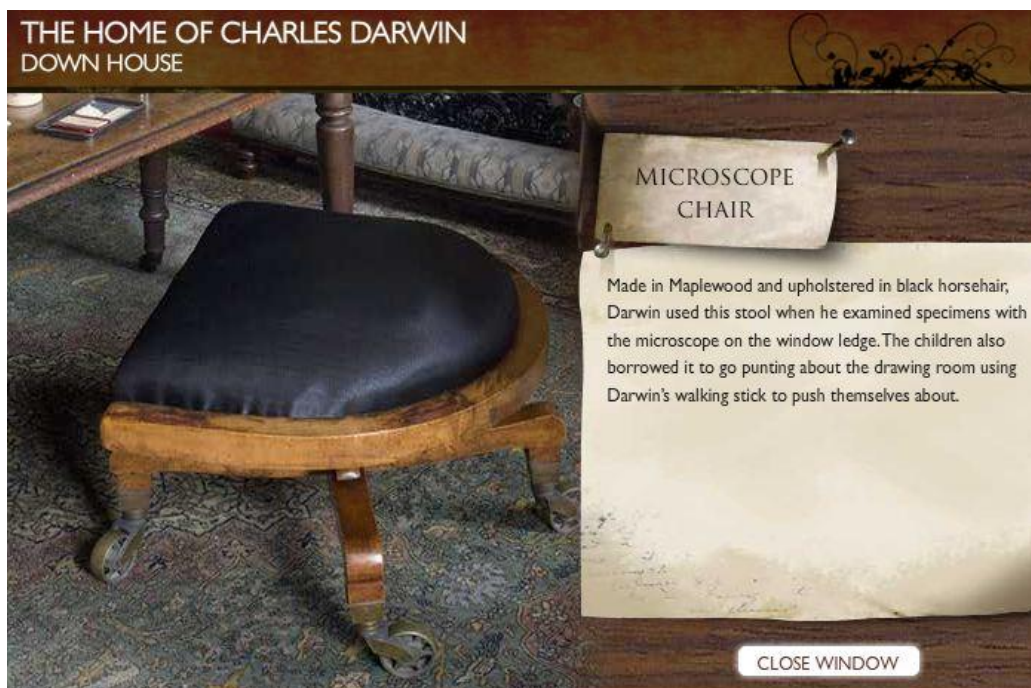 THE HOME OF CHARLES DARWIN
DOWN HOUSE
MICROSCOPE
CHAIR
Made in Maplewood and upholstered in black horsehair,
Darwin used this stool when he examined specimens with
the microscope on the window ledge. The children also
borrowed it to go punting about the drawing room using
Darwin's walking stick to push themselves about.
CLOSE WINDOW